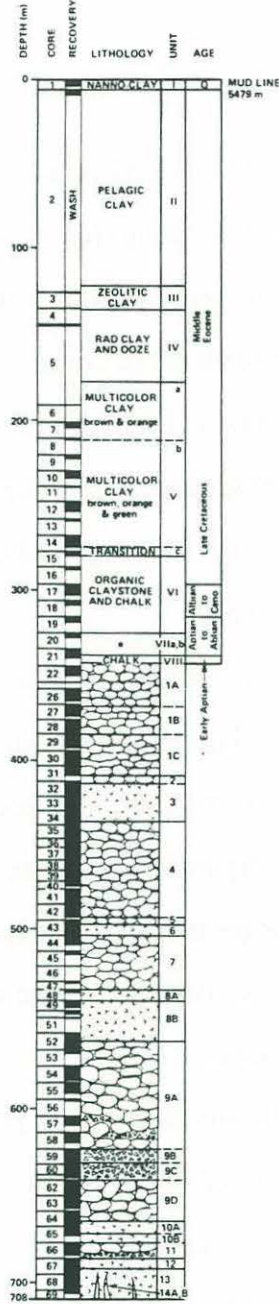 DEPTH (m)
CORE
RECOVERY
LITHOLOGY
UNIT
AGE
0
1
NANNO CLAY
I
Q
MUD LINE
5479 m
2
WASH
PELAGIC
CLAY
II
100
3
ZEOLITIC
CLAY
III
4
Middle
Eocene
5
RAD CLAY
AND OOZE
IV
200
6
7
MULTICOLOR
CLAY
brown & orange
a
8
9
10
11
12
13
14
MULTICOLOR
CLAY
brown, orange
& green
b
V
Late Cretaceous
TRANSITION
c
15
16
300
17
18
19
ORGANIC
CLAYSTONE
AND CHALK
VI
Albian
to
Ceno
20
VIIa,b
Aptian
to
Albian
21
CHALK
VIII
Early Aptian
22
1A
26
27
1B
28
29
1C
400
30
31
2
32
33
3
34
35
36
37
38
39
40
4
41
42
5
500
43
6
44
45
7
46
47
48
8A
49
51
8B
52
53
54
55
9A
600
56
57
58
59
9B
60
9C
62
63
9D
64
10A
65
10B
66
11
67
12
700
68
13
708
69
14A, B